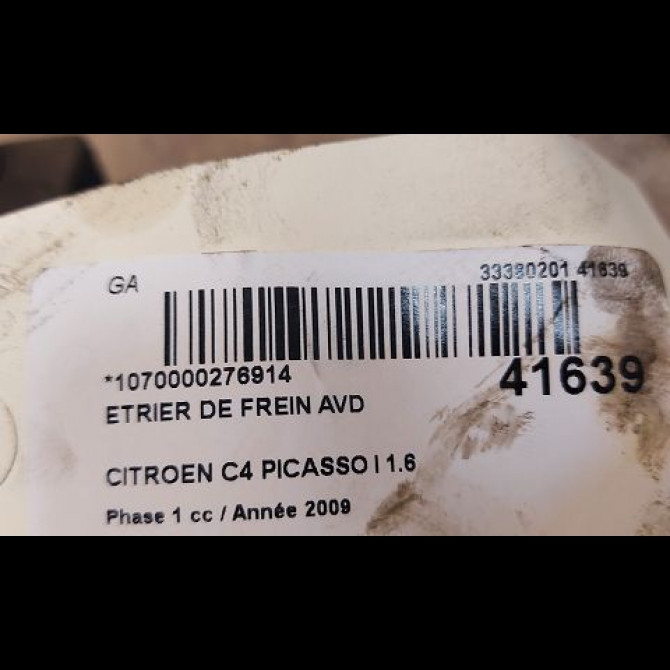 GA
33380201 41639
*1070000276914
41639
ETRIER DE FREIN AVD
CITROEN C4 PICASSO I 1.6
Phase 1 cc / Année 2009